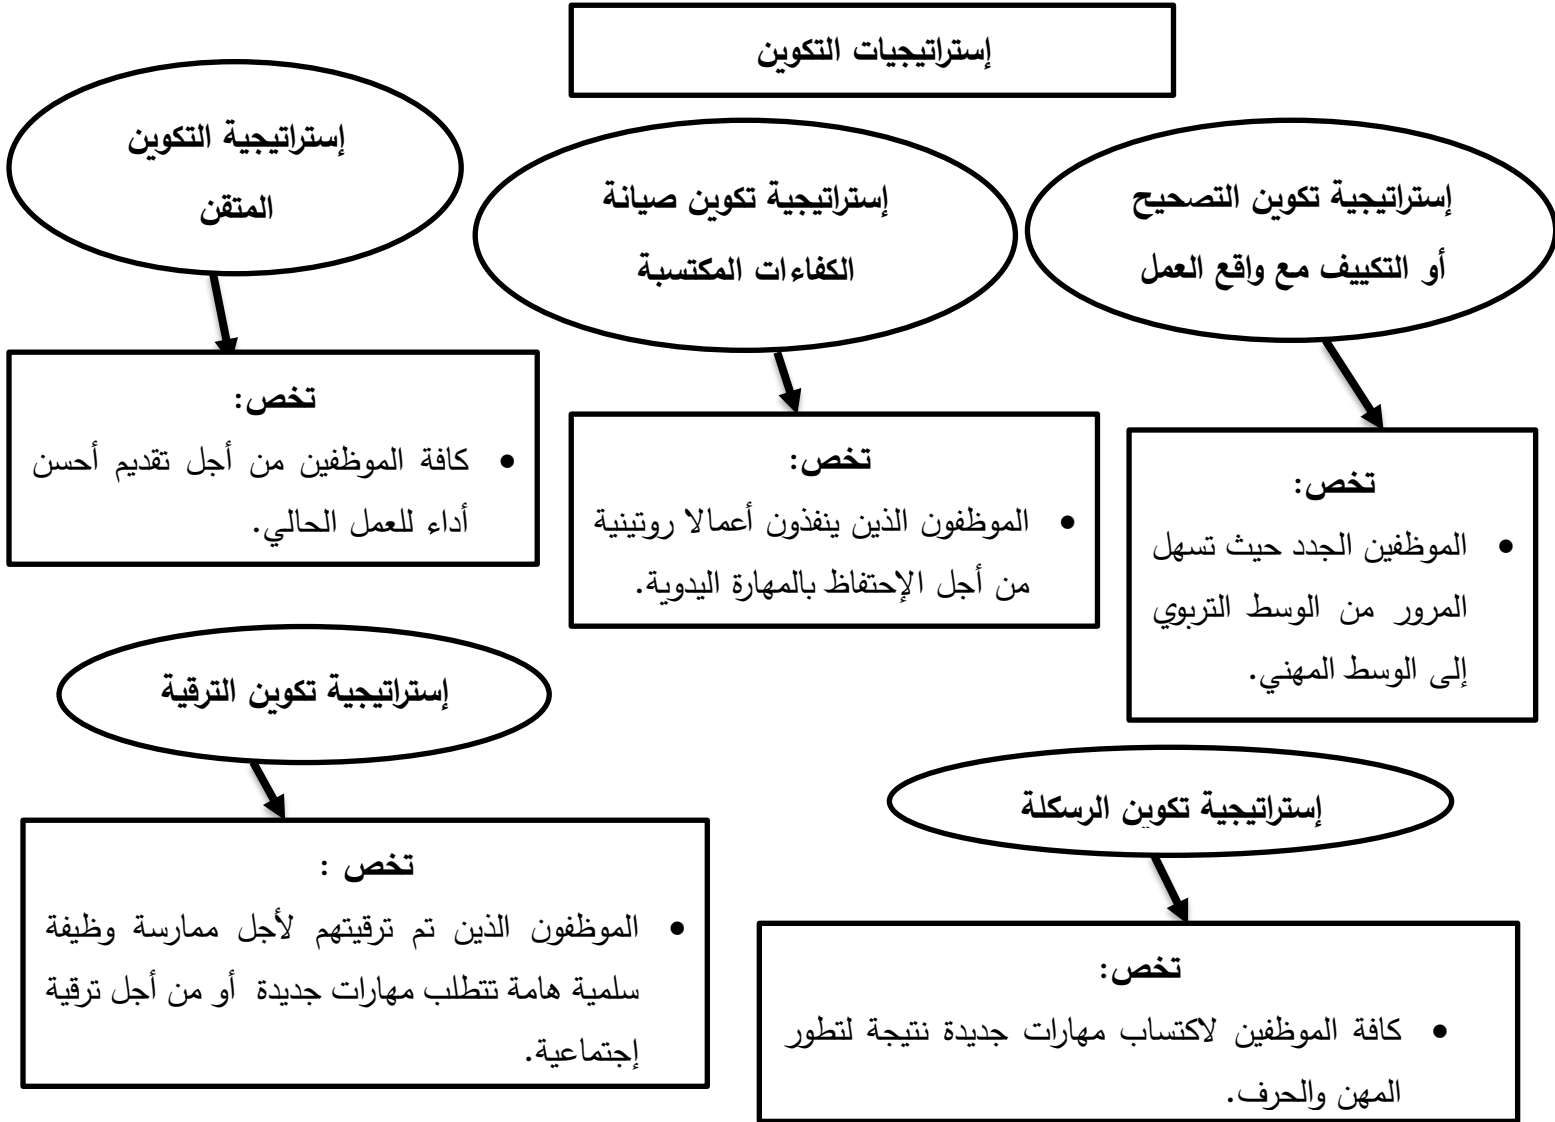 إستراتيجيات التكوين
إستراتيجية تكوين التصحيح
أو التكييف مع واقع العمل
تخص:
• الموظفين الجدد حيث تسهل
المرور من الوسط التربوي
إلى الوسط المهني.
إستراتيجية تكوين صيانة
الكفاءات المكتسبة
تخص:
• الموظفون الذين ينفذون أعمالا روتينية
من أجل الإحتفاظ بالمهارة اليدوية.
إستراتيجية التكوين
المتقن
تخص:
• كافة الموظفين من أجل تقديم أحسن
أداء للعمل الحالي.
إستراتيجية تكوين الرسكلة
تخص:
• كافة الموظفين لاكتساب مهارات جديدة نتيجة لتطور
المهن والحرف.
إستراتيجية تكوين الترقية
تخص :
• الموظفون الذين تم ترقيتهم لأجل ممارسة وظيفة
سلمية هامة تتطلب مهارات جديدة أو من أجل ترقية
إجتماعية.